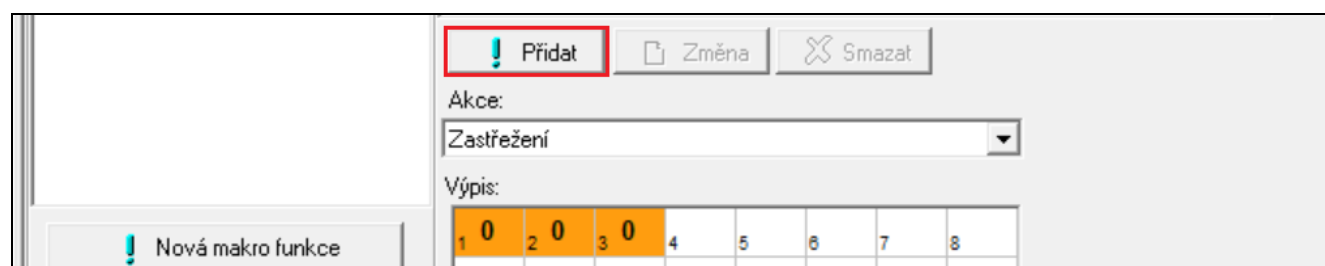 Přidat Změna Smazat
Akce:
Zastřežení
Výpis:
1 0 2 0 3 0 4 5 6 7 8
Nová makro funkce